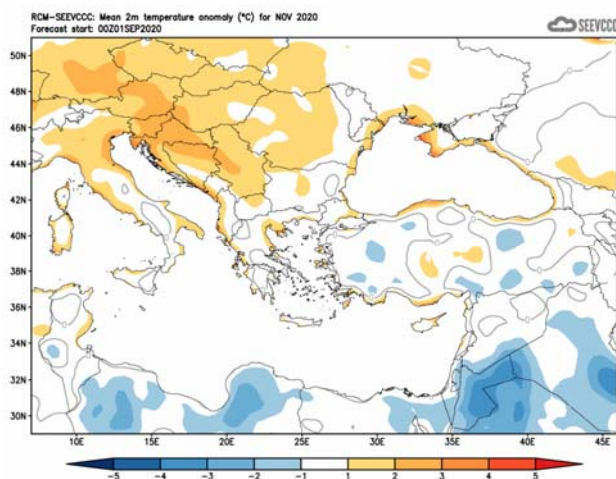 RCM-SEEVCCC: Mean 2m temperature anomaly (°C) for NOV 2020
Forecast start: 00Z01SEP2020
SEEVCCC
50N
48N
46N
44N
42N
40N
38N
36N
34N
32N
30N
10E 15E 20E 25E 30E 35E 40E 45E
-5 -4 -3 -2 -1 1 2 3 4 5